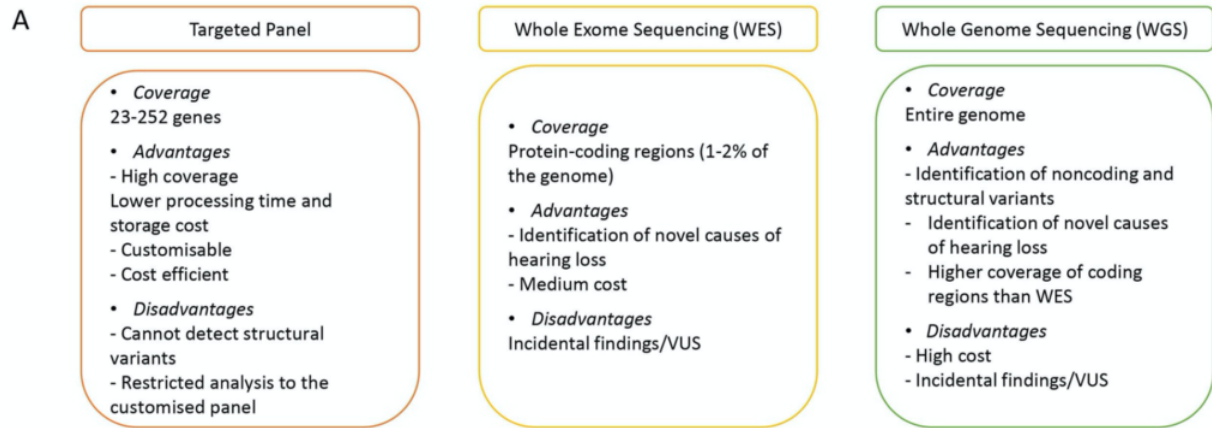 A
Targeted Panel
• Coverage
23-252 genes
• Advantages
- High coverage
Lower processing time and
storage cost
- Customisable
- Cost efficient
• Disadvantages
- Cannot detect structural
variants
- Restricted analysis to the
customised panel
Whole Exome Sequencing (WES)
• Coverage
Protein-coding regions (1-2% of
the genome)
• Advantages
- Identification of novel causes of
hearing loss
- Medium cost
• Disadvantages
Incidental findings/VUS
Whole Genome Sequencing (WGS)
• Coverage
Entire genome
• Advantages
- Identification of noncoding and
structural variants
- Identification of novel causes
of hearing loss
- Higher coverage of coding
regions than WES
• Disadvantages
- High cost
- Incidental findings/VUS